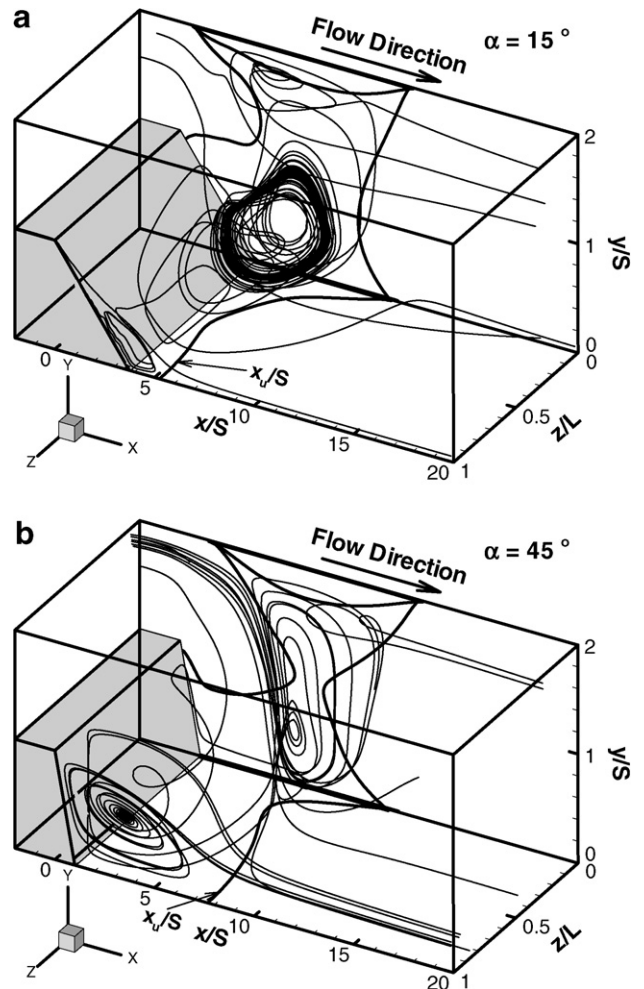 a
Flow Direction
α = 15 °
2
y/S
1
0
0
x_u/S
0
5
10
15
20
1
0.5
x/S
z/L
Y
Z
X
b
Flow Direction
α = 45 °
2
y/S
1
0
0
0
5
10
15
20
1
0.5
x_u/S
x/S
z/L
Y
Z
X